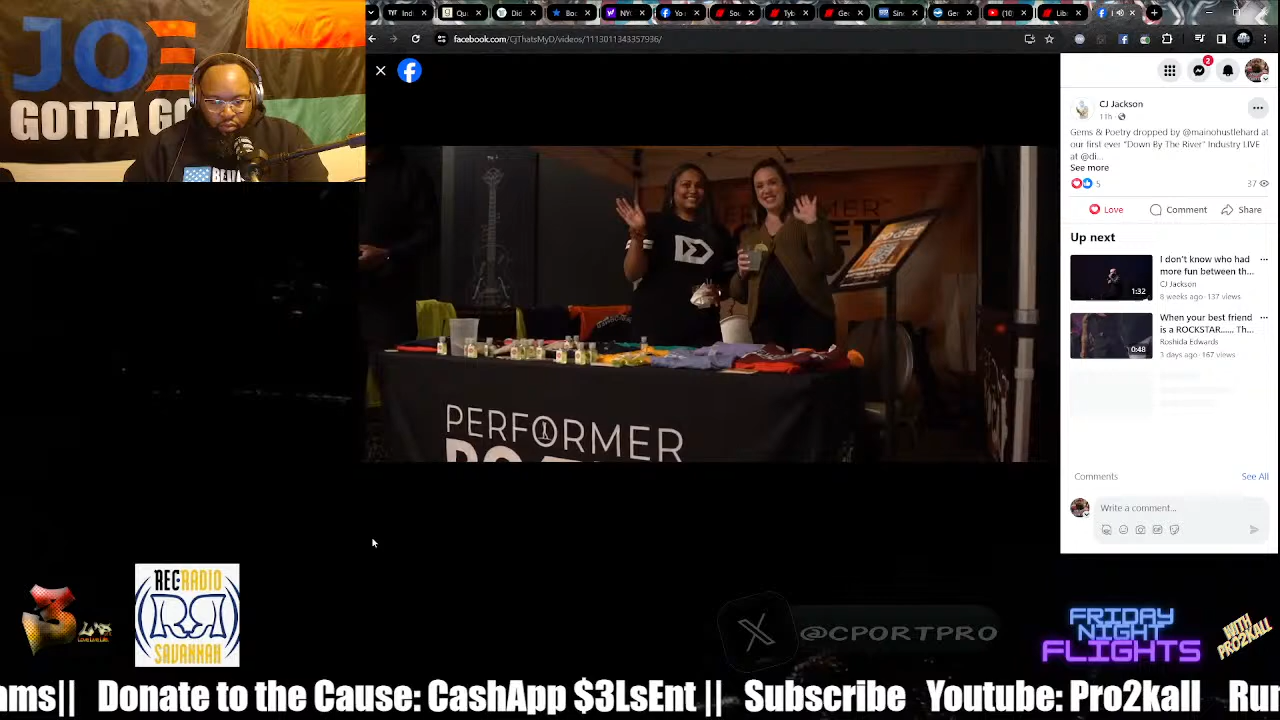 JOE
GOTTA GO
facebook.com/CjThatsMyD/videos/1113011343357936/
2
CJ Jackson
11h
Gems & Poetry dropped by @mainohustlehard at
our first ever "Down By The River" Industry LIVE
at @di...
See more
5
37
Love
Comment
Share
Up next
I don't know who had
more fun between th...
CJ Jackson
8 weeks ago · 137 views
1:32
When your best friend
is a ROCKSTAR...... Th...
Roshida Edwards
3 days ago · 167 views
0:48
Comments
See All
Write a comment...
PERFORMER
PERFORMER
REC RADIO
SAVANNAH
3
L's
X @CPORTPRO
FRIDAY
NIGHT
FLIGHTS
WITH
PRO2KALL
ams|| Donate to the Cause: CashApp $3LsEnt || Subscribe Youtube: Pro2kall Rur